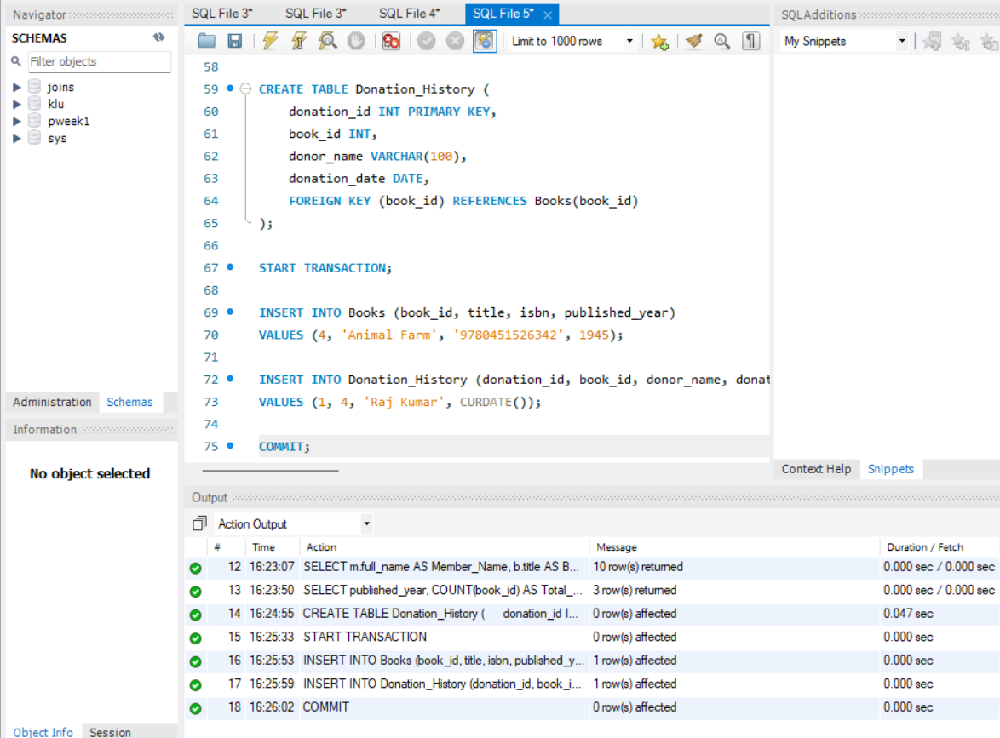 Navigator
SCHEMAS
Filter objects
joins
klu
pweek1
sys
Administration Schemas
Information
No object selected
Object Info Session
SQL File 3* SQL File 3* SQL File 4* SQL File 5*
Limit to 1000 rows
58
59 CREATE TABLE Donation_History (
60 donation_id INT PRIMARY KEY,
61 book_id INT,
62 donor_name VARCHAR(100),
63 donation_date DATE,
64 FOREIGN KEY (book_id) REFERENCES Books(book_id)
65 );
66
67 START TRANSACTION;
68
69 INSERT INTO Books (book_id, title, isbn, published_year)
70 VALUES (4, 'Animal Farm', '9780451526342', 1945);
71
72 INSERT INTO Donation_History (donation_id, book_id, donor_name, donat
73 VALUES (1, 4, 'Raj Kumar', CURDATE());
74
75 COMMIT;
SQLAdditions
My Snippets
Context Help Snippets
Output
Action Output
# Time Action Message Duration / Fetch
12 16:23:07 SELECT m.full_name AS Member_Name, b.title AS B... 10 row(s) returned 0.000 sec / 0.000 sec
13 16:23:50 SELECT published_year, COUNT(book_id) AS Total_... 3 row(s) returned 0.000 sec / 0.000 sec
14 16:24:55 CREATE TABLE Donation_History ( donation_id I... 0 row(s) affected 0.047 sec
15 16:25:33 START TRANSACTION 0 row(s) affected 0.000 sec
16 16:25:53 INSERT INTO Books (book_id, title, isbn, published_y... 1 row(s) affected 0.000 sec
17 16:25:59 INSERT INTO Donation_History (donation_id, book_i... 1 row(s) affected 0.000 sec
18 16:26:02 COMMIT 0 row(s) affected 0.000 sec